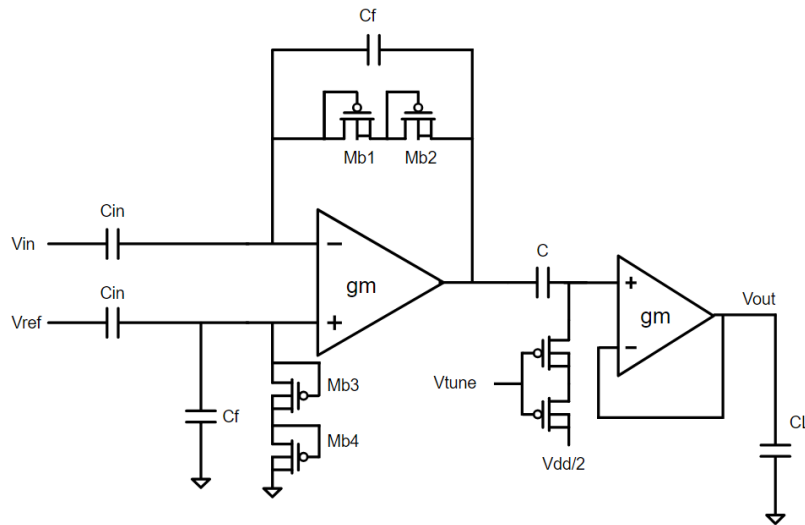 Cf
Mb1 Mb2
Cin
Vin
−
gm
Cin
Vref
+
C
+
gm
−
Vout
Mb3
Vtune
Cf
Mb4
CL
Vdd/2